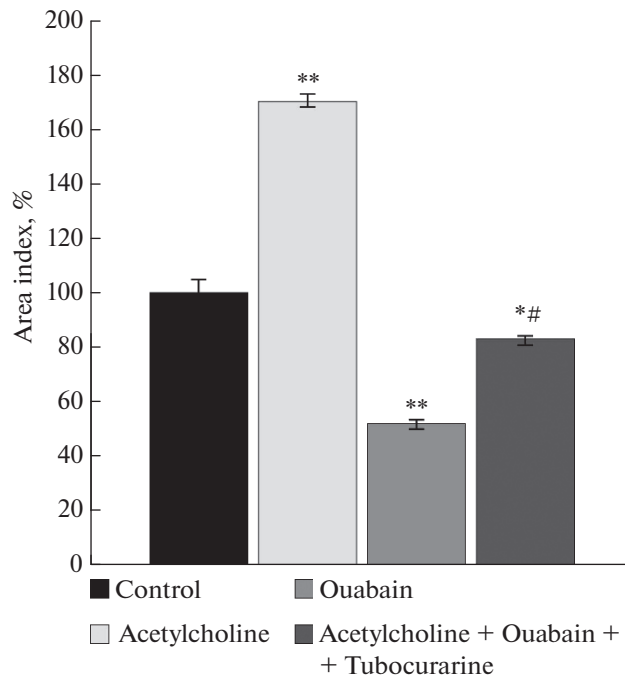 200
180
160
140
120
100
80
60
40
20
0
Area index, %
**
**
*#
Control
Ouabain
Acetylcholine
Acetylcholine + Ouabain +
+ Tubocurarine